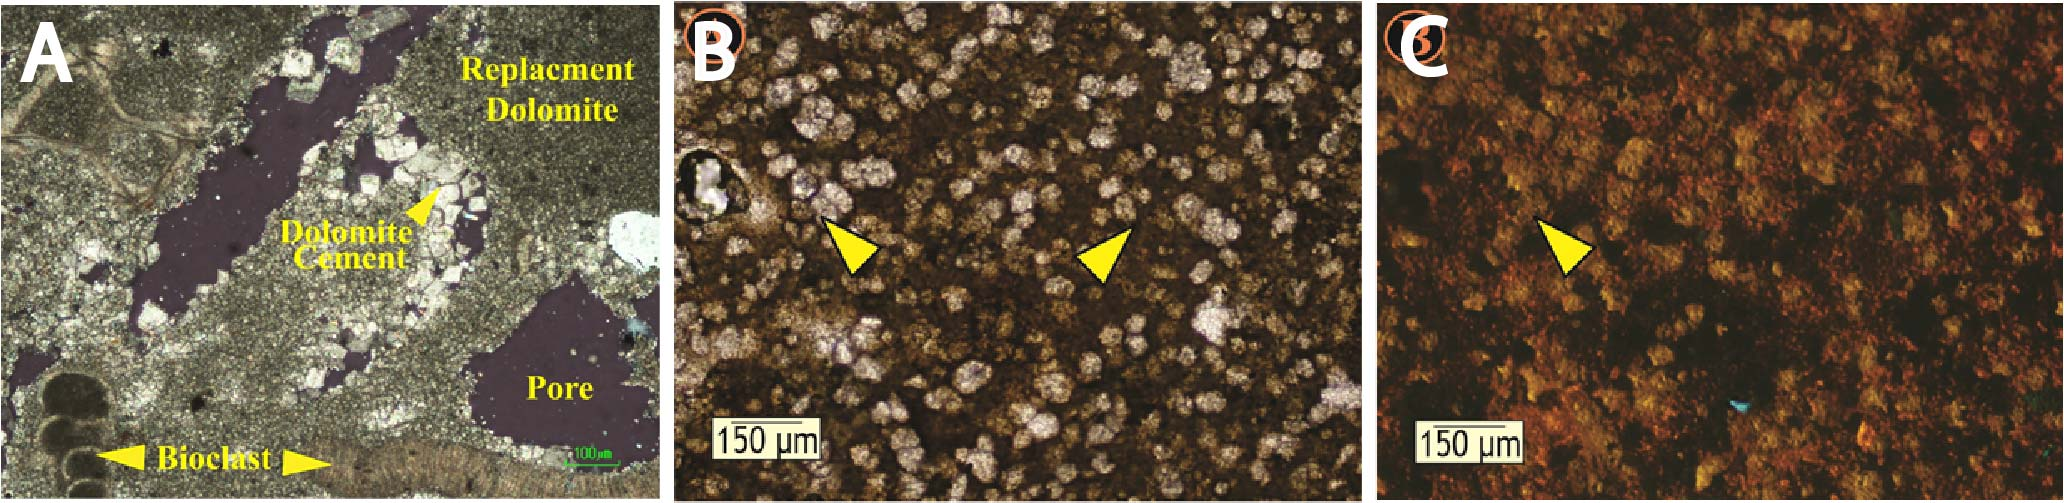 A
Replacment
Dolomite
Dolomite
Cement
Pore
Bioclast
100µm
B
150 µm
C
150 µm